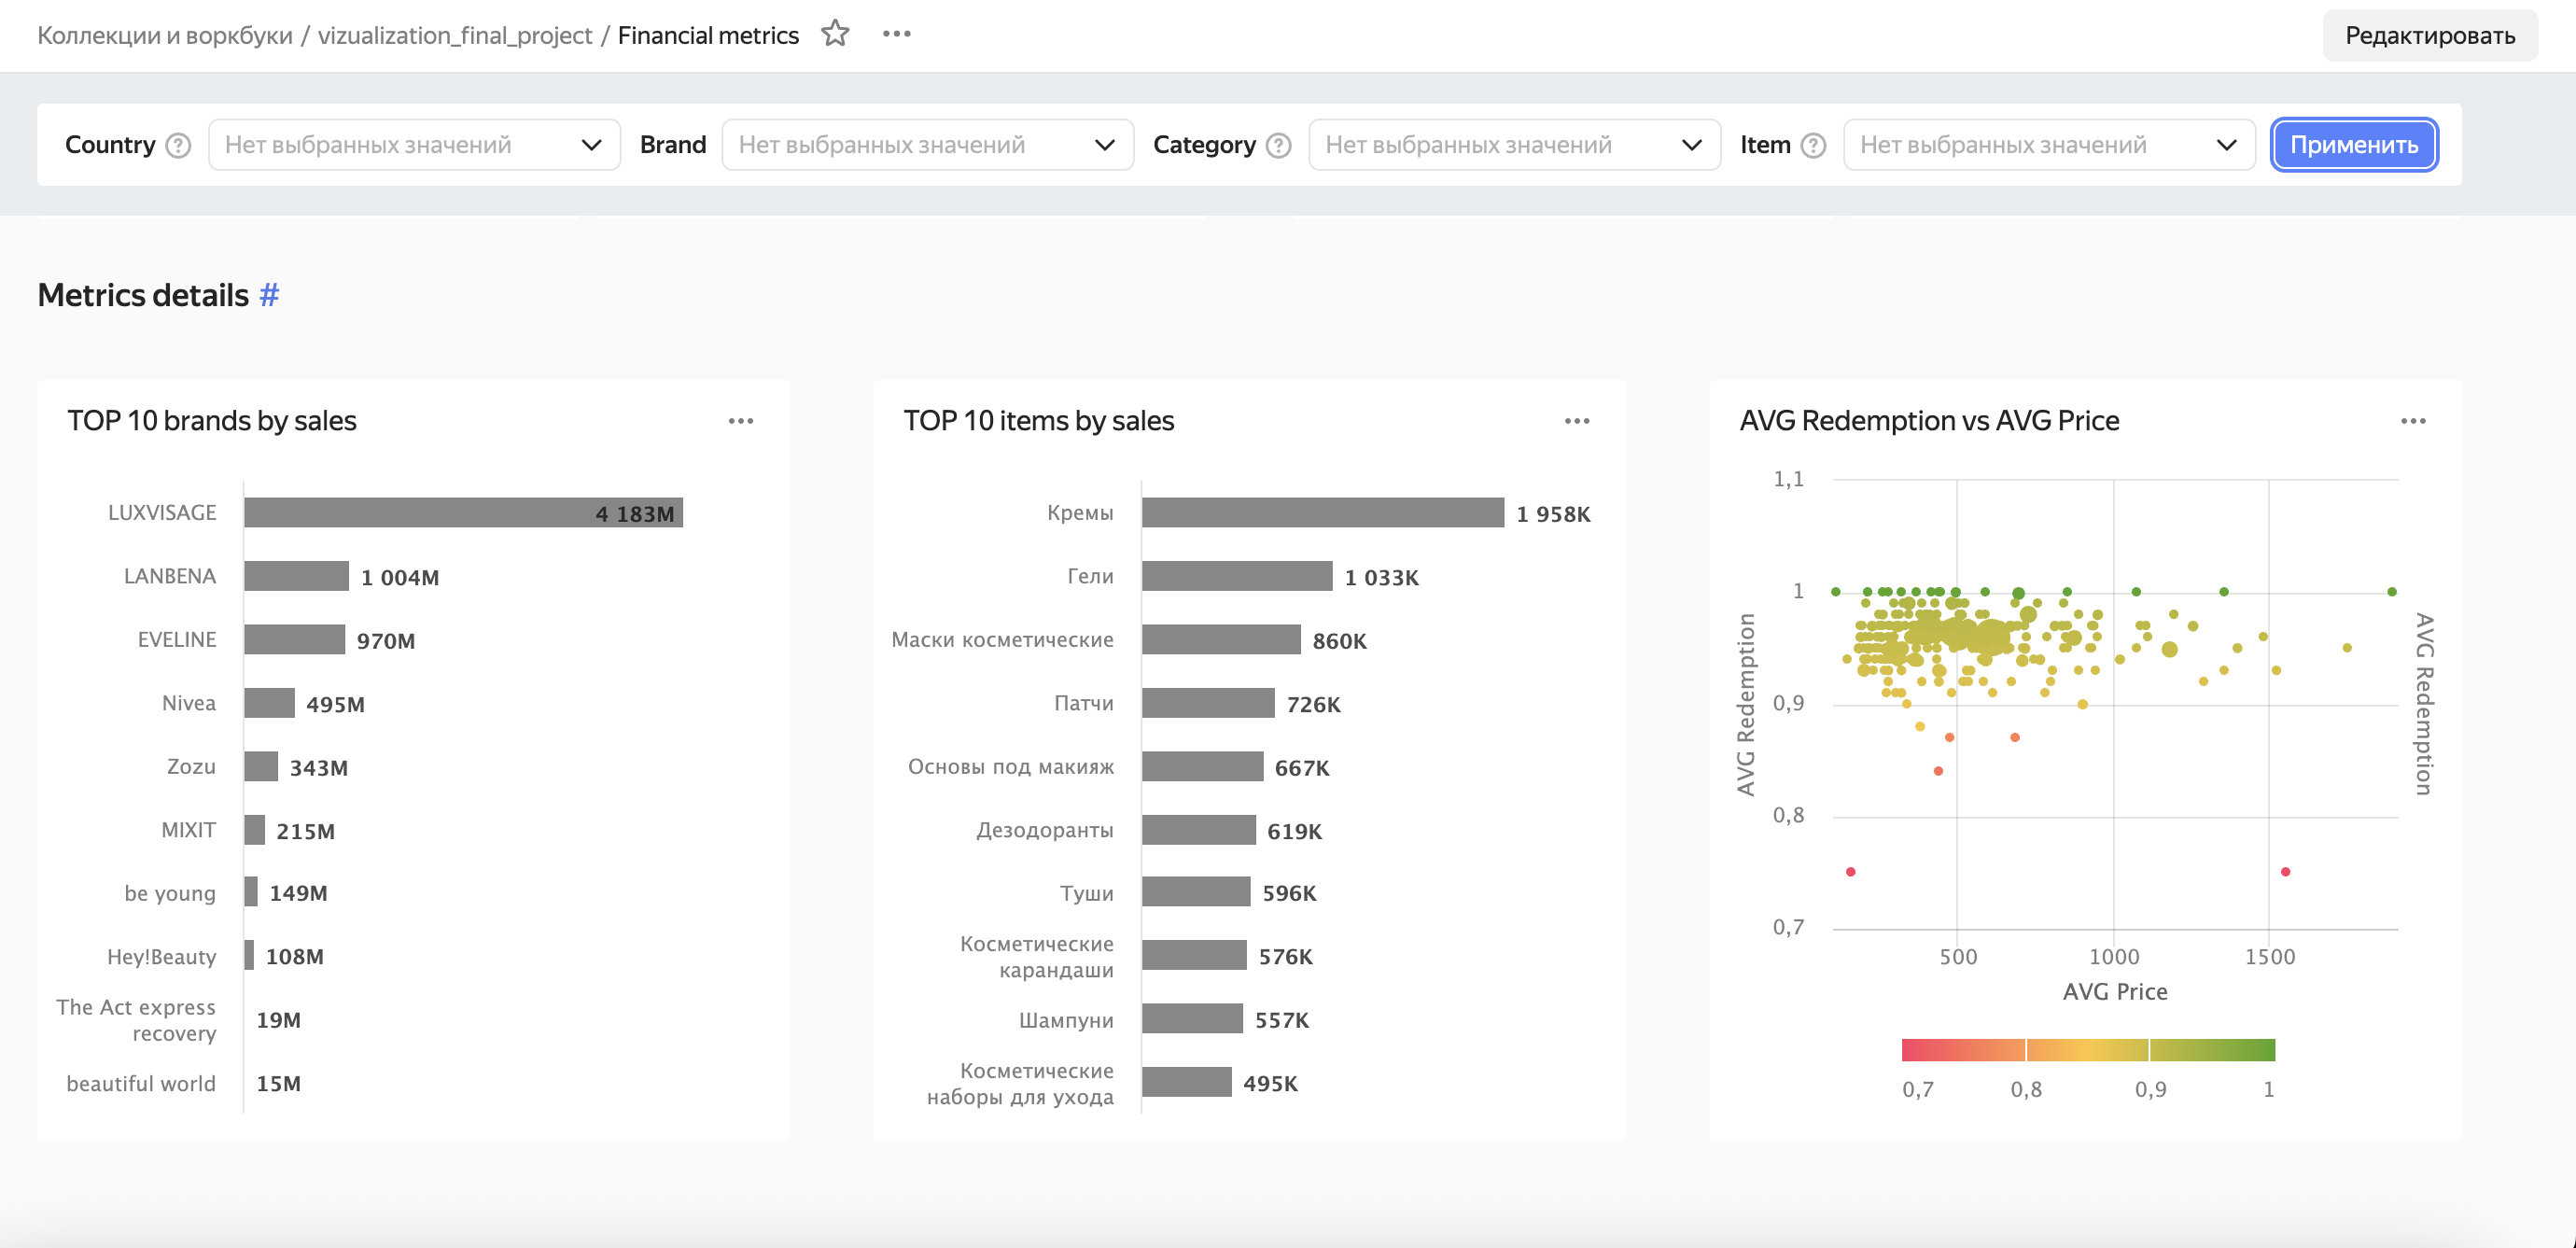 Коллекции и воркбуки / vizualization_final_project / Financial metrics
Редактировать
Country ? Нет выбранных значений
Brand Нет выбранных значений
Category ? Нет выбранных значений
Item ? Нет выбранных значений
Применить
Metrics details #
TOP 10 brands by sales
LUXVISAGE 4 183M
LANBENA 1 004M
EVELINE 970M
Nivea 495M
Zozu 343M
MIXIT 215M
be young 149M
Hey!Beauty 108M
The Act express
recovery 19M
beautiful world 15M
TOP 10 items by sales
Кремы 1 958K
Гели 1 033K
Маски косметические 860K
Патчи 726K
Основы под макияж 667K
Дезодоранты 619K
Туши 596K
Косметические
карандаши 576K
Шампуни 557K
Косметические
наборы для ухода 495K
AVG Redemption vs AVG Price
AVG Redemption
1,1
1
0,9
0,8
0,7
500 1000 1500
AVG Price
AVG Redemption
0,7 0,8 0,9 1